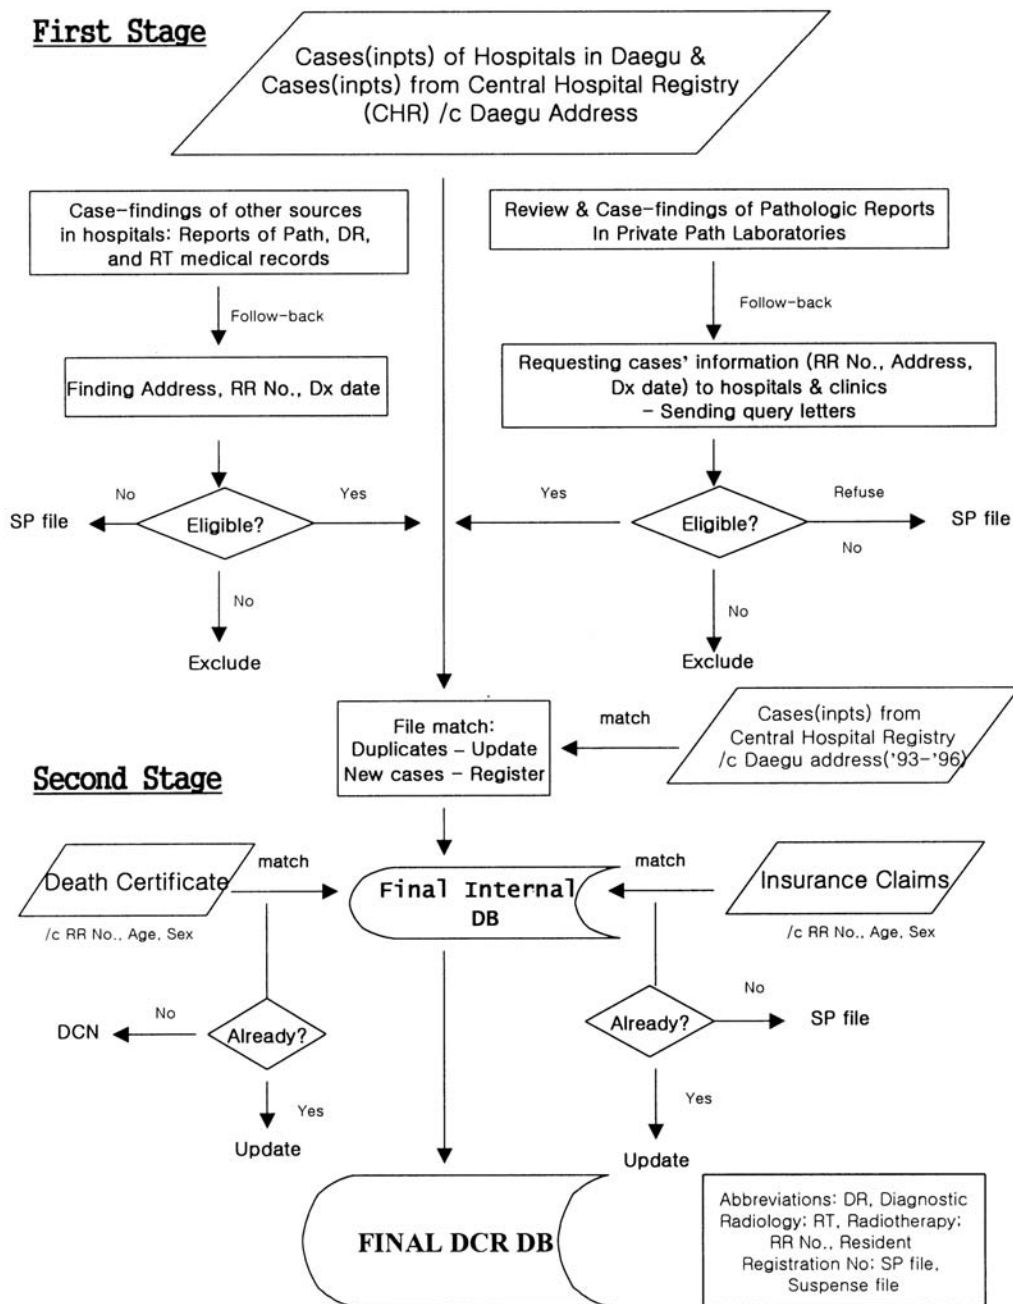 First Stage
Cases(inpts) of Hospitals in Daegu &
Cases(inpts) from Central Hospital Registry
(CHR) /c Daegu Address
Case-findings of other sources
in hospitals: Reports of Path, DR,
and RT medical records
Review & Case-findings of Pathologic Reports
In Private Path Laboratories
Follow-back
Follow-back
Finding Address, RR No., Dx date
Requesting cases' information (RR No., Address,
Dx date) to hospitals & clinics
- Sending query letters
No
Yes
SP file
Eligible?
Yes
Refuse
Eligible?
SP file
No
No
Exclude
No
Exclude
File match:
Duplicates - Update
New cases - Register
match
Cases(inpts) from
Central Hospital Registry
/c Daegu address('93-'96)
Second Stage
Death Certificate
match
/c RR No., Age, Sex
Final Internal
DB
match
Insurance Claims
/c RR No., Age, Sex
No
DCN
Already?
Yes
Update
Already?
No
SP file
Yes
Update
FINAL DCR DB
Abbreviations: DR, Diagnostic
Radiology; RT, Radiotherapy;
RR No., Resident
Registration No; SP file,
Suspense file